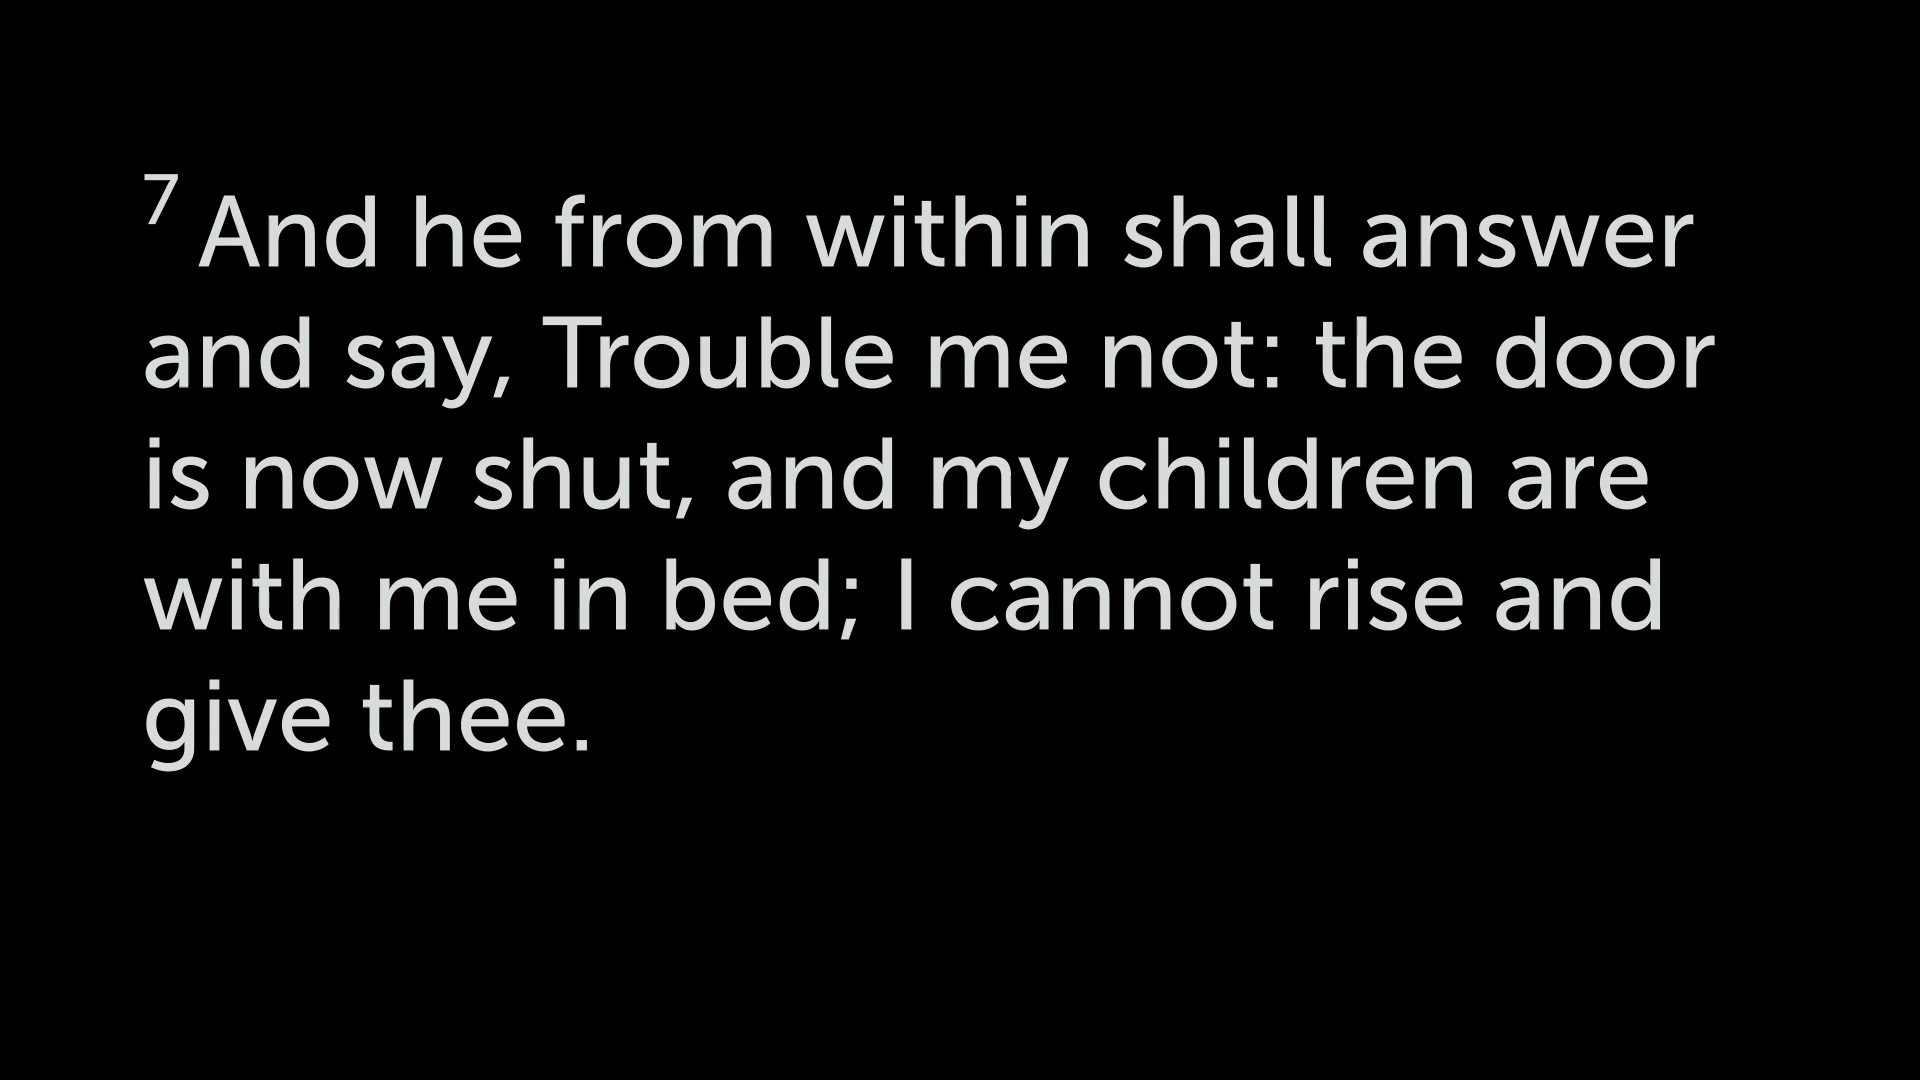 7 And he from within shall answer
and say, Trouble me not: the door
is now shut, and my children are
with me in bed; I cannot rise and
give thee.